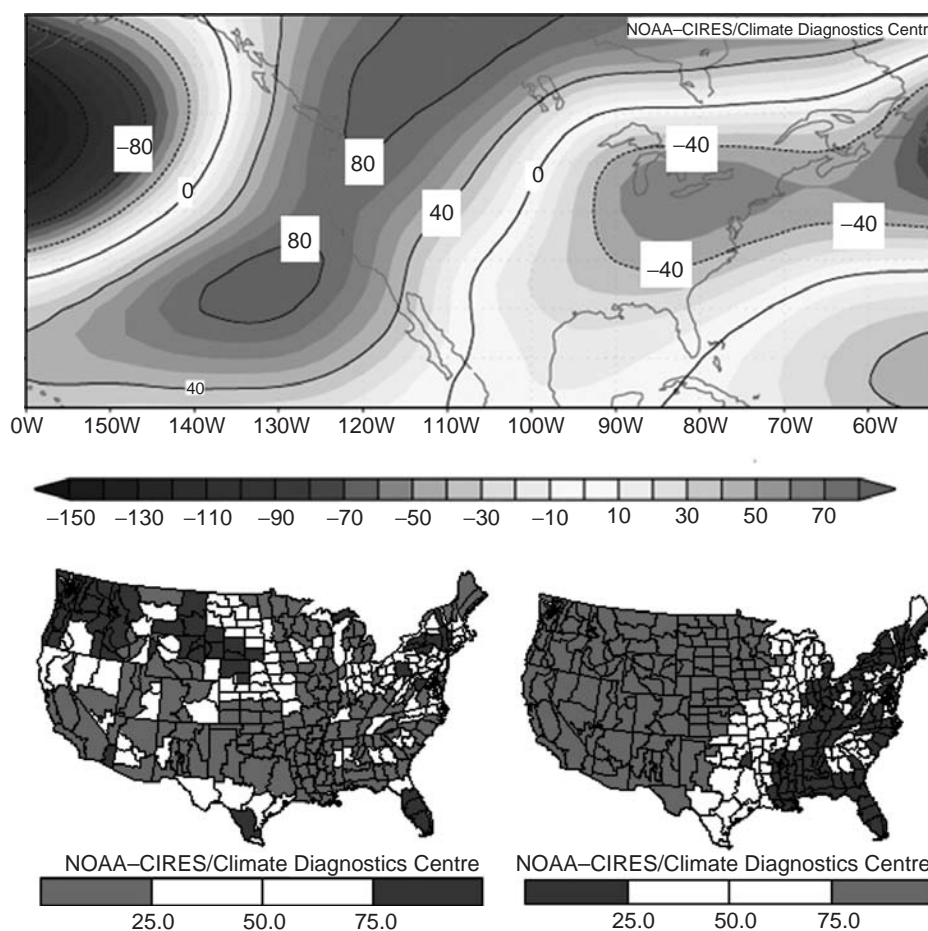 NOAA–CIRES/Climate Diagnostics Centr
–80
0
80
80
40
0
–40
–40
–40
40
0W 150W 140W 130W 120W 110W 100W 90W 80W 70W 60W
–150 –130 –110 –90 –70 –50 –30 –10 10 30 50 70
NOAA–CIRES/Climate Diagnostics Centre
25.0 50.0 75.0
NOAA–CIRES/Climate Diagnostics Centre
25.0 50.0 75.0